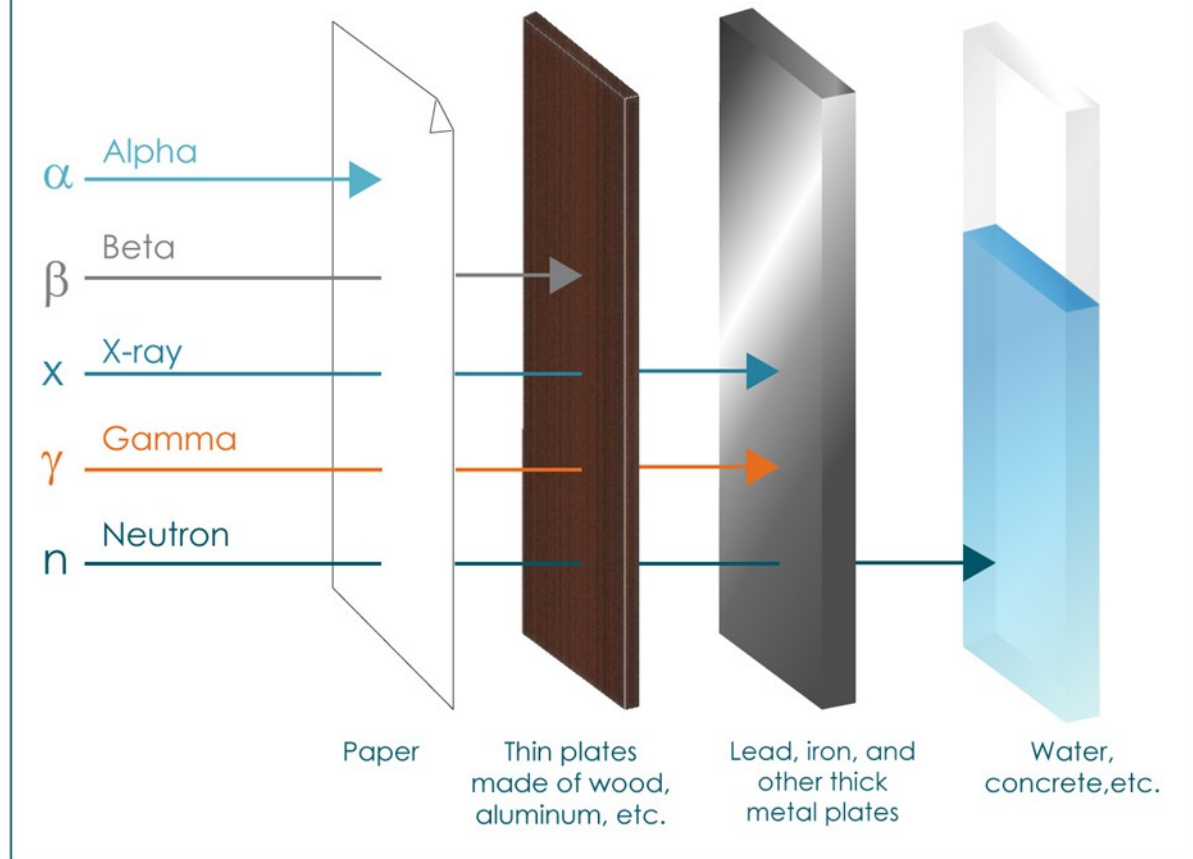 α Alpha
β Beta
x X-ray
γ Gamma
n Neutron
Paper
Thin plates
made of wood,
aluminum, etc.
Lead, iron, and
other thick
metal plates
Water,
concrete,etc.